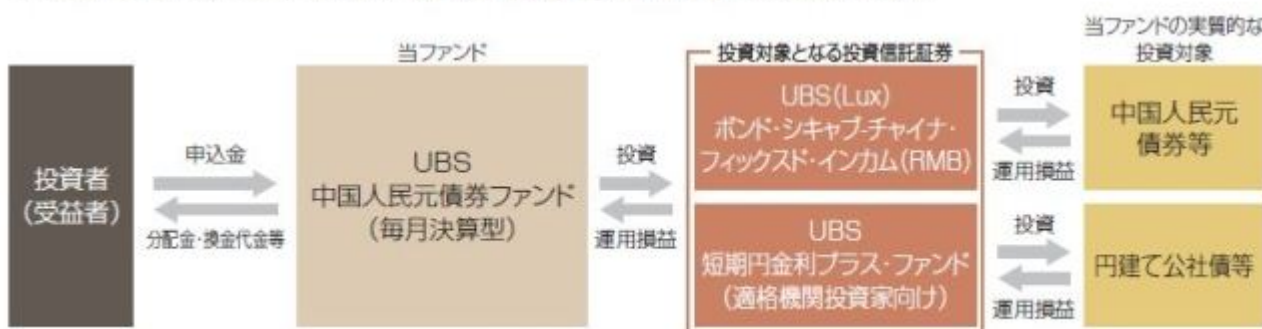 当ファンドの実質的な
投資対象
当ファンド
投資対象となる投資信託証券
投資者
(受益者)
申込金
分配金・換金代金等
UBS
中国人民元債券ファンド
(毎月決算型)
投資
運用損益
UBS(Lux)
ボンド・シキャブ-チャイナ・
フィックスド・インカム(RMB)
投資
運用損益
中国人民元
債券等
UBS
短期円金利プラス・ファンド
(適格機関投資家向け)
投資
運用損益
円建て公社債等